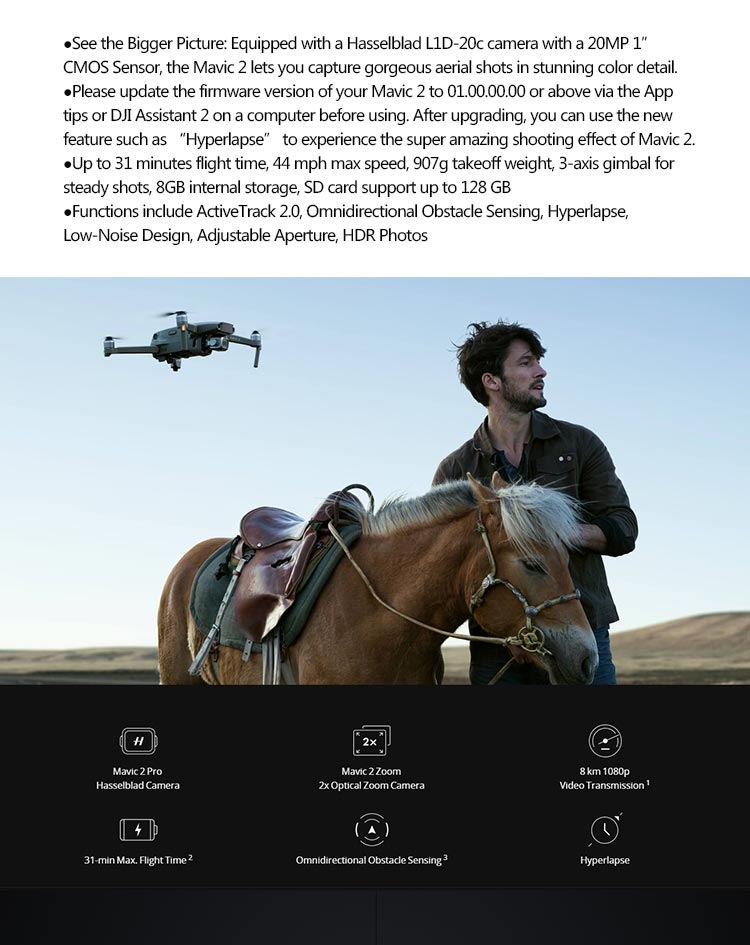 ●See the Bigger Picture: Equipped with a Hasselblad L1D-20c camera with a 20MP 1”
CMOS Sensor, the Mavic 2 lets you capture gorgeous aerial shots in stunning color detail.
●Please update the firmware version of your Mavic 2 to 01.00.00.00 or above via the App
tips or DJI Assistant 2 on a computer before using. After upgrading, you can use the new
feature such as “Hyperlapse” to experience the super amazing shooting effect of Mavic 2.
●Up to 31 minutes flight time, 44 mph max speed, 907g takeoff weight, 3-axis gimbal for
steady shots, 8GB internal storage, SD card support up to 128 GB
●Functions include ActiveTrack 2.0, Omnidirectional Obstacle Sensing, Hyperlapse,
Low-Noise Design, Adjustable Aperture, HDR Photos
H
Mavic 2 Pro
Hasselblad Camera
2x
Mavic 2 Zoom
2x Optical Zoom Camera
8 km 1080p
Video Transmission 1
31-min Max. Flight Time 2
Omnidirectional Obstacle Sensing 3
Hyperlapse